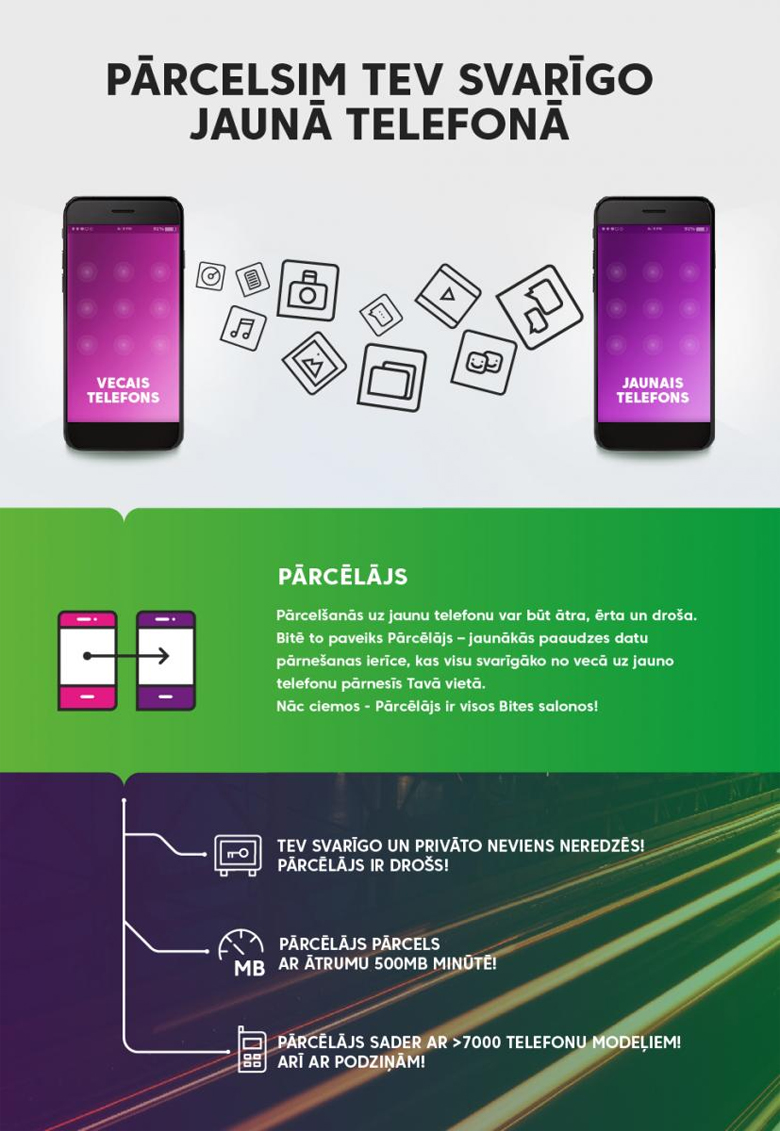 PĀRCELSIM TEV SVARĪGO
JAUNĀ TELEFONĀ
VECAIS
TELEFONS
JAUNAIS
TELEFONS
PĀRCĒLĀJS
Pārcelšanās uz jaunu telefonu var būt ātra, ērta un droša.
Bitē to paveiks Pārcēlājs – jaunākās paaudzes datu
pārnešanas ierīce, kas visu svarīgāko no vecā uz jauno
telefonu pārnesīs Tavā vietā.
Nāc ciemos - Pārcēlājs ir visos Bites salonos!
TEV SVARĪGO UN PRIVĀTO NEVIENS NEREDZĒS!
PĀRCĒLĀJS IR DROŠS!
MB
PĀRCĒLĀJS PĀRCELS
AR ĀTRUMU 500MB MINŪTĒ!
PĀRCĒLĀJS SADER AR >7000 TELEFONU MODEĻIEM!
ARĪ AR PODZIŅĀM!